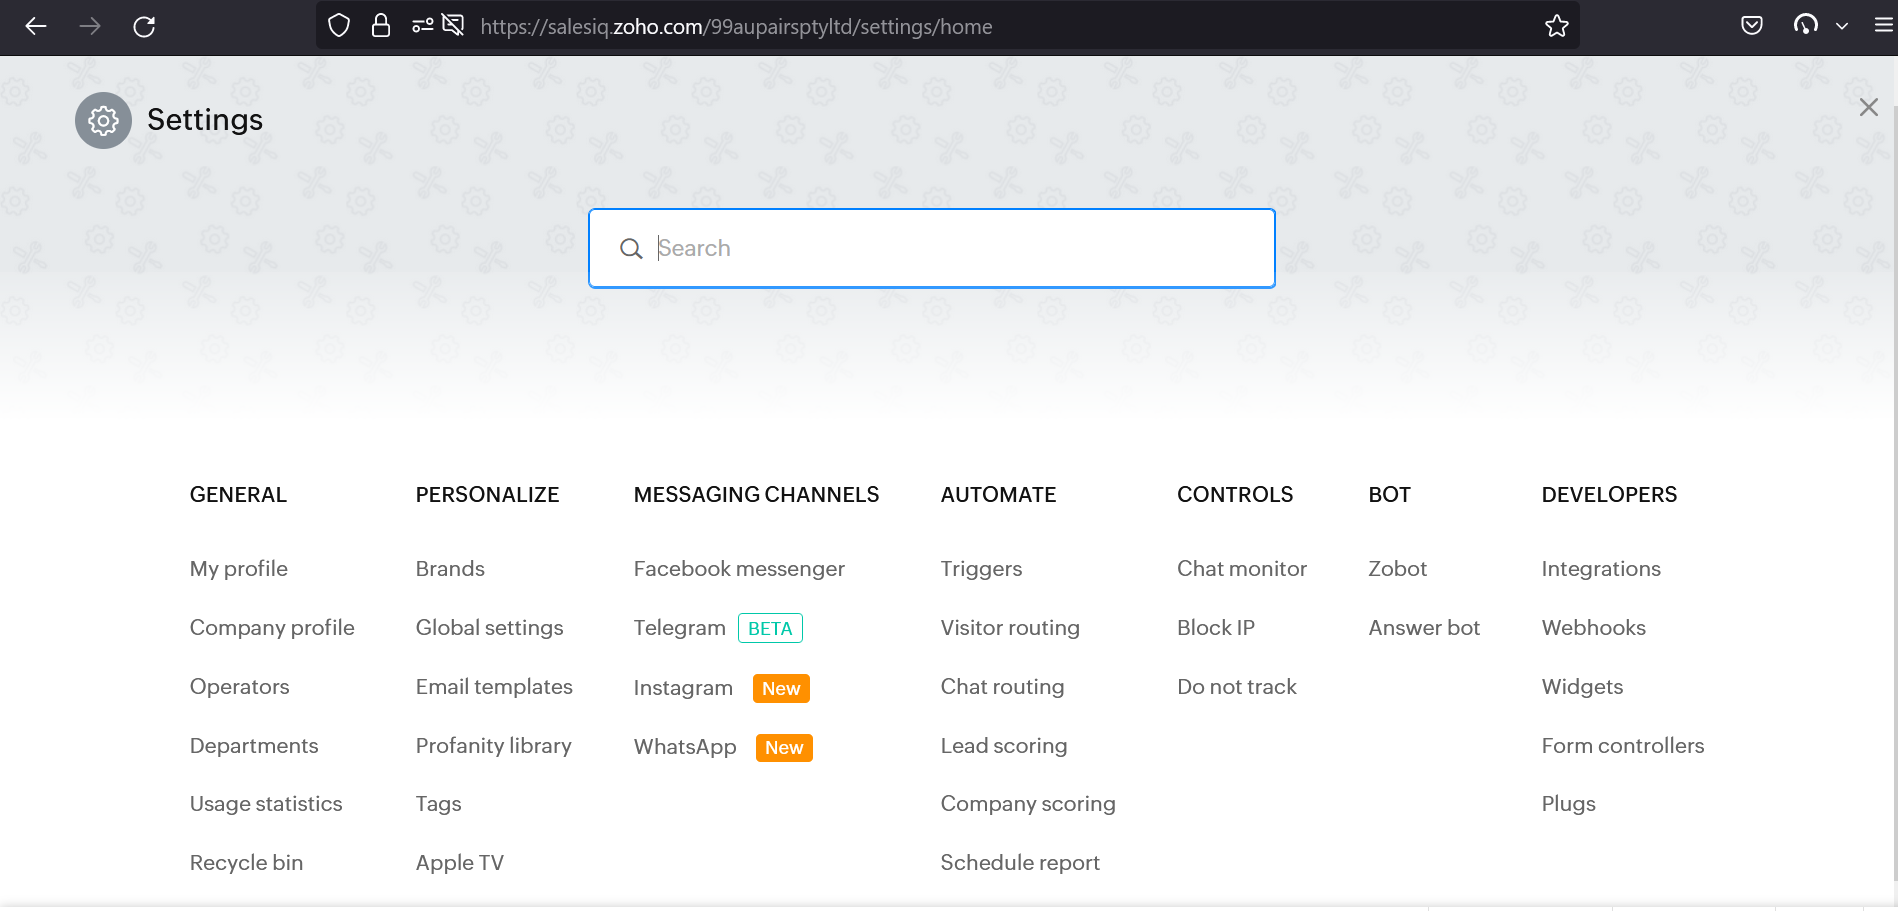 https://salesiq.zoho.com/99aupairsptyltd/settings/home
Settings
Search
GENERAL
My profile
Company profile
Operators
Departments
Usage statistics
Recycle bin
PERSONALIZE
Brands
Global settings
Email templates
Profanity library
Tags
Apple TV
MESSAGING CHANNELS
Facebook messenger
Telegram BETA
Instagram New
WhatsApp New
AUTOMATE
Triggers
Visitor routing
Chat routing
Lead scoring
Company scoring
Schedule report
CONTROLS
Chat monitor
Block IP
Do not track
BOT
Zobot
Answer bot
DEVELOPERS
Integrations
Webhooks
Widgets
Form controllers
Plugs